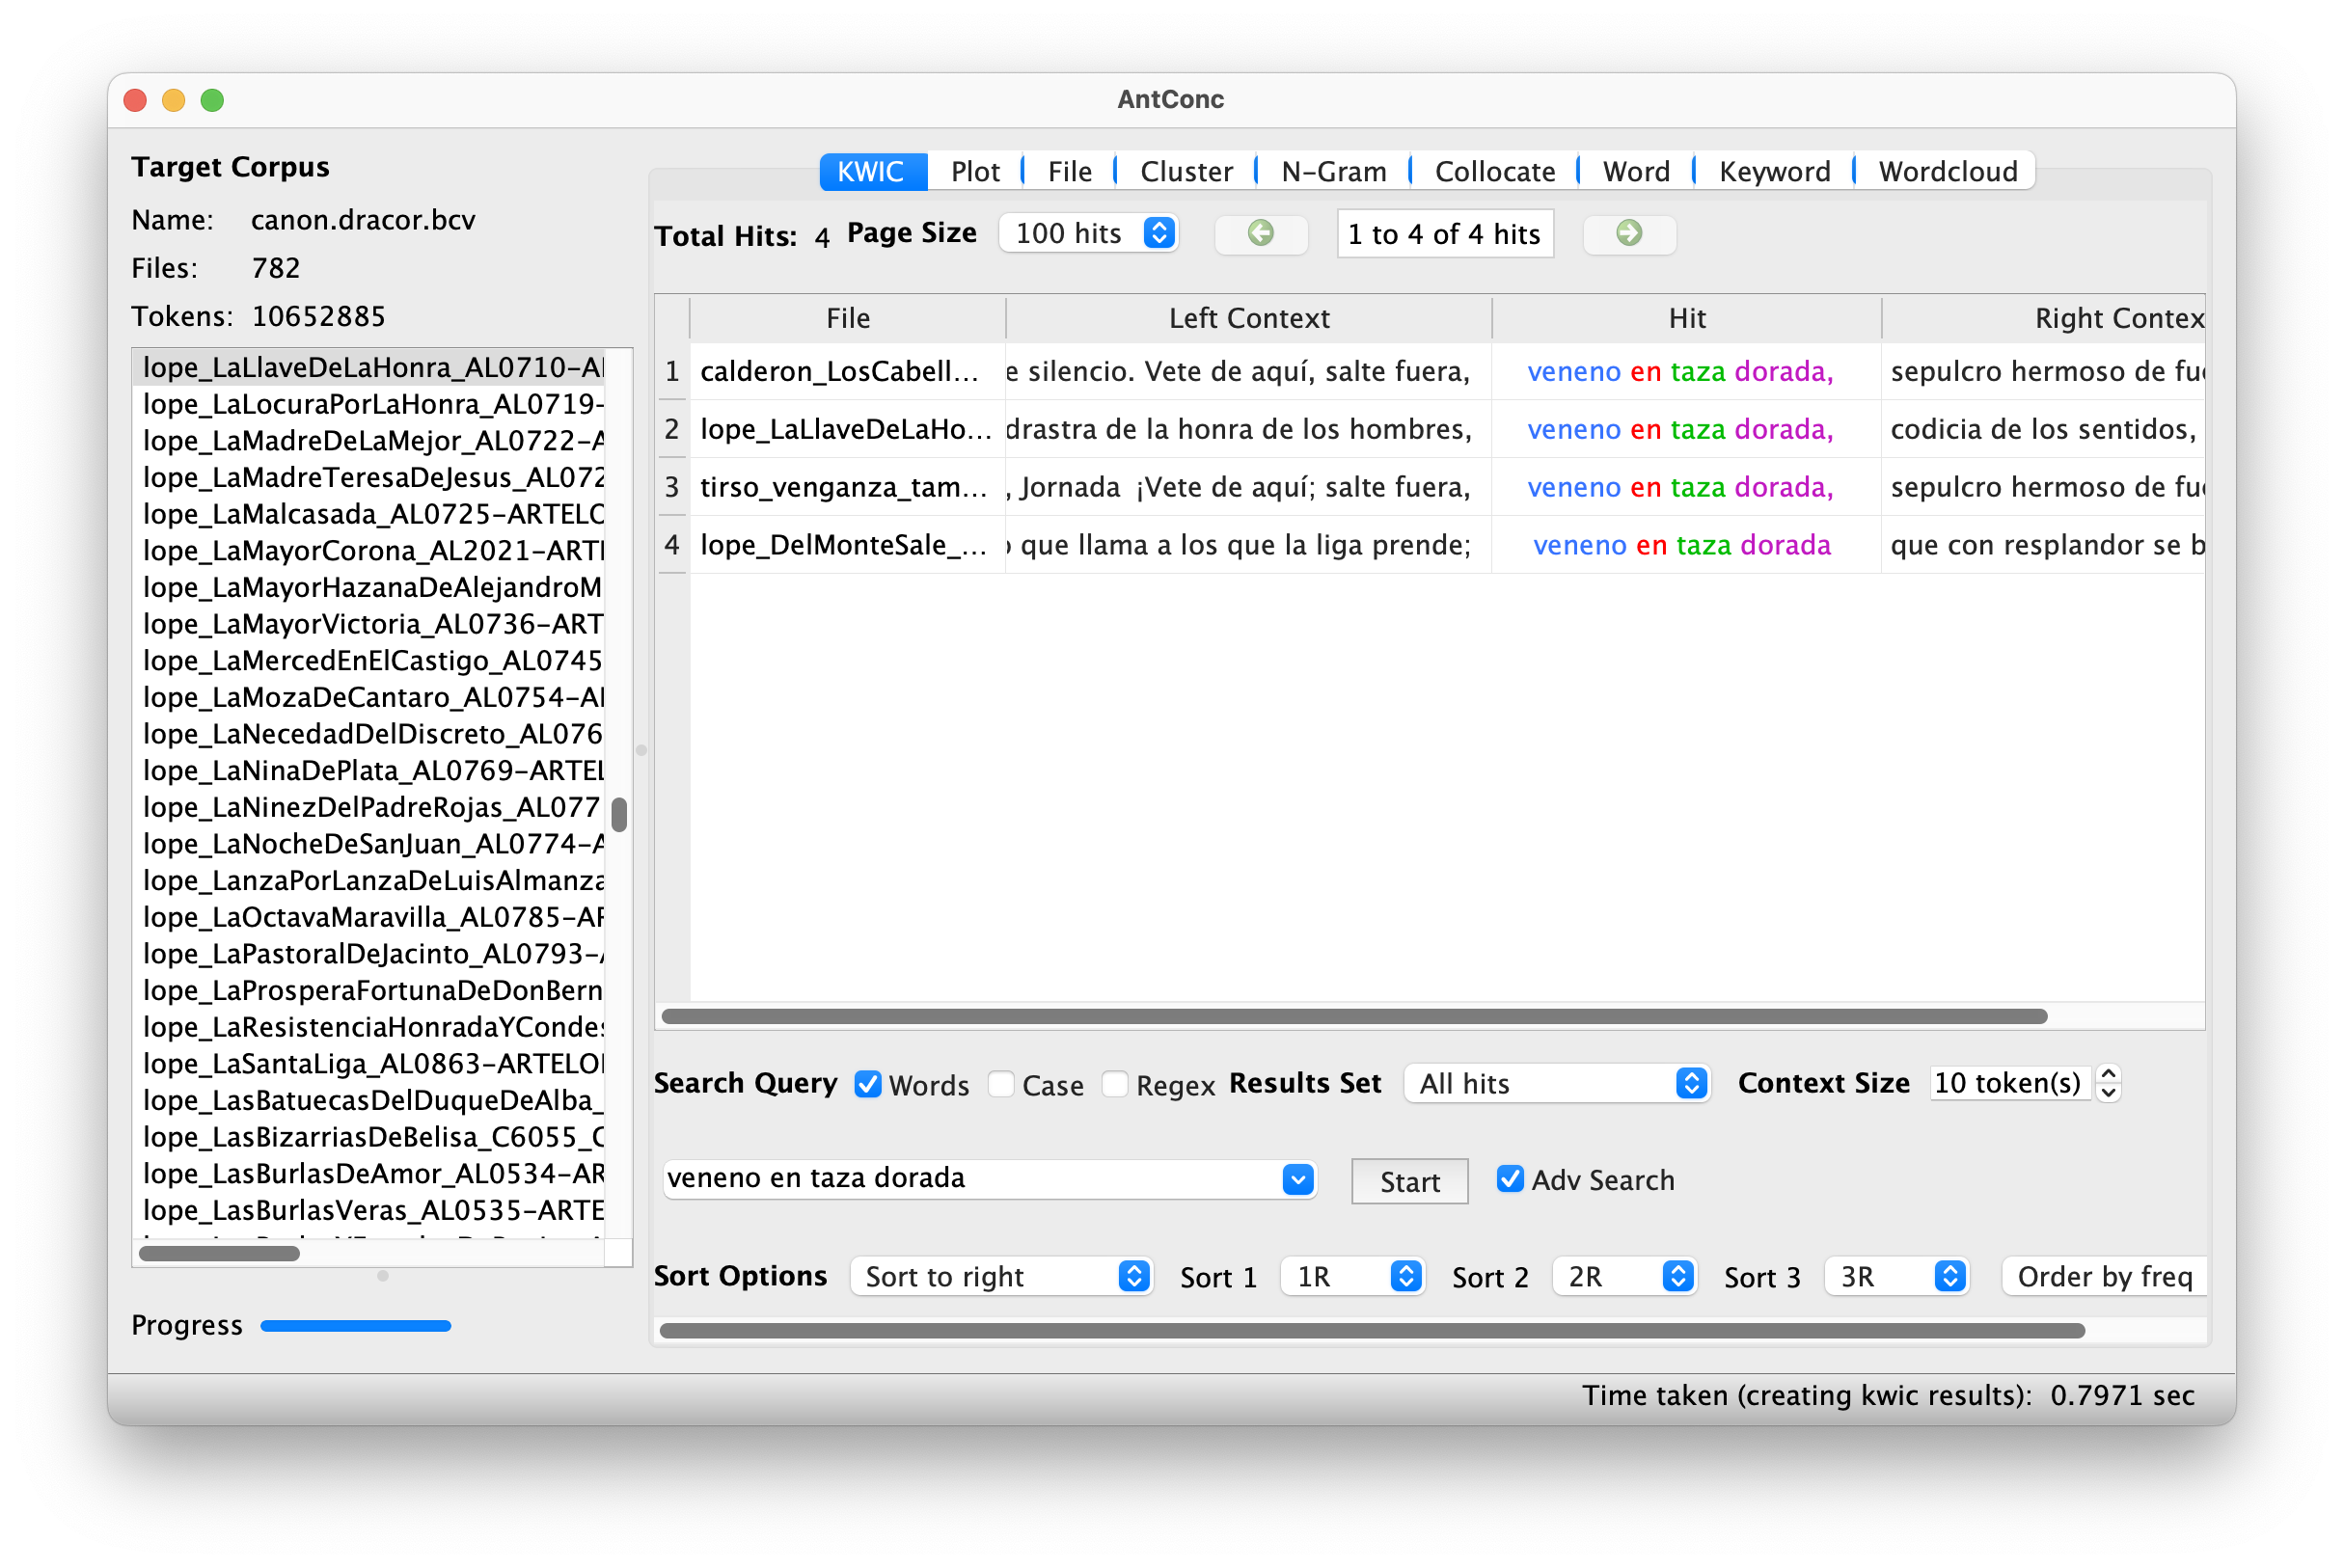 AntConc
Target Corpus
Name: canon.dracor.bcv
Files: 782
Tokens: 10652885
lope_LaLlaveDeLaHonra_AL0710-AI
lope_LaLocuraPorLaHonra_AL0719-
lope_LaMadreDeLaMejor_AL0722-A
lope_LaMadreTeresaDeJesus_AL072
lope_LaMalcasada_AL0725-ARTELO
lope_LaMayorCorona_AL2021-ARTI
lope_LaMayorHazanaDeAlejandroM
lope_LaMayorVictoria_AL0736-ART
lope_LaMercedEnElCastigo_AL0745
lope_LaMozaDeCantaro_AL0754-AI
lope_LaNecedadDelDiscreto_AL076
lope_LaNinaDePlata_AL0769-ARTEL
lope_LaNinezDelPadreRojas_AL077
lope_LaNocheDeSanJuan_AL0774-A
lope_LanzaPorLanzaDeLuisAlmanza
lope_LaOctavaMaravilla_AL0785-AR
lope_LaPastoralDeJacinto_AL0793-A
lope_LaProsperaFortunaDeDonBern
lope_LaResistenciaHonradaYCondes
lope_LaSantaLiga_AL0863-ARTELOI
lope_LasBatuecasDelDuqueDeAlba_
lope_LasBizarriasDeBelisa_C6055_C
lope_LasBurlasDeAmor_AL0534-AR
lope_LasBurlasVeras_AL0535-ARTE
Progress
KWIC Plot File Cluster N-Gram Collocate Word Keyword Wordcloud
Total Hits: 4 Page Size 100 hits 1 to 4 of 4 hits
File Left Context Hit Right Contex
1 calderon_LosCabell... e silencio. Vete de aquí, salte fuera, veneno en taza dorada, sepulcro hermoso de fue
2 lope_LaLlaveDeLaHo... drastra de la honra de los hombres, veneno en taza dorada, codicia de los sentidos,
3 tirso_venganza_tam... , Jornada ¡Vete de aquí; salte fuera, veneno en taza dorada, sepulcro hermoso de fue
4 lope_DelMonteSale_... o que llama a los que la liga prende; veneno en taza dorada que con resplandor se b
Search Query Words Case Regex Results Set All hits Context Size 10 token(s)
veneno en taza dorada Start Adv Search
Sort Options Sort to right Sort 1 1R Sort 2 2R Sort 3 3R Order by freq
Time taken (creating kwic results): 0.7971 sec